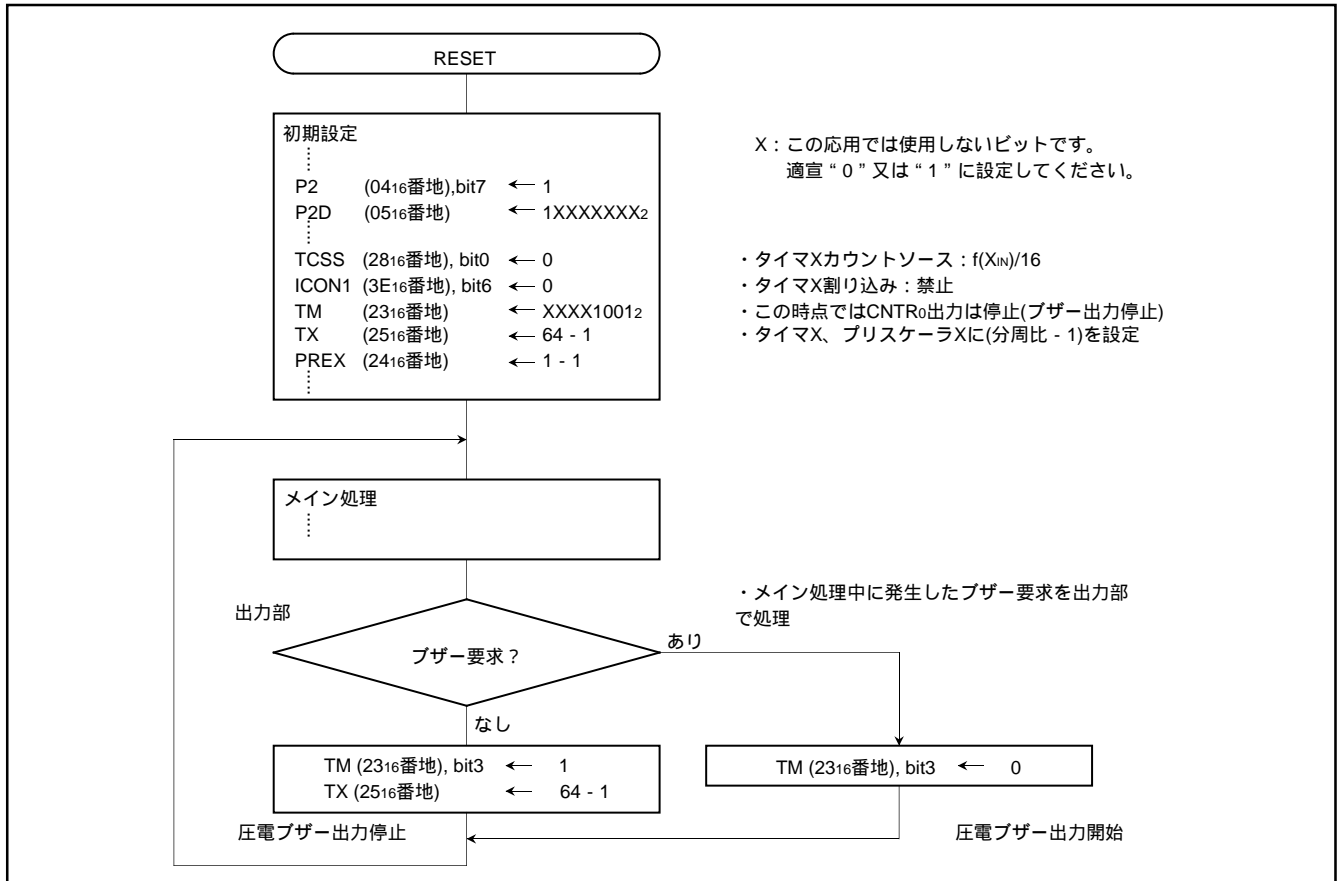 RESET
初期設定
P2 (0416番地),bit7 ← 1
P2D (0516番地) ← 1XXXXXXX2
TCSS (2816番地), bit0 ← 0
ICON1 (3E16番地), bit6 ← 0
TM (2316番地) ← XXXX10012
TX (2516番地) ← 64 - 1
PREX (2416番地) ← 1 - 1
X：この応用では使用しないビットです。
適宣“0”又は“1”に設定してください。
・タイマXカウントソース：f(XIN)/16
・タイマX割り込み：禁止
・この時点ではCNTR0出力は停止(ブザー出力停止)
・タイマX、プリスケーラXに(分周比 - 1)を設定
メイン処理
・メイン処理中に発生したブザー要求を出力部
で処理
出力部
ブザー要求？
あり
なし
TM (2316番地), bit3 ← 1
TX (2516番地) ← 64 - 1
TM (2316番地), bit3 ← 0
圧電ブザー出力停止
圧電ブザー出力開始